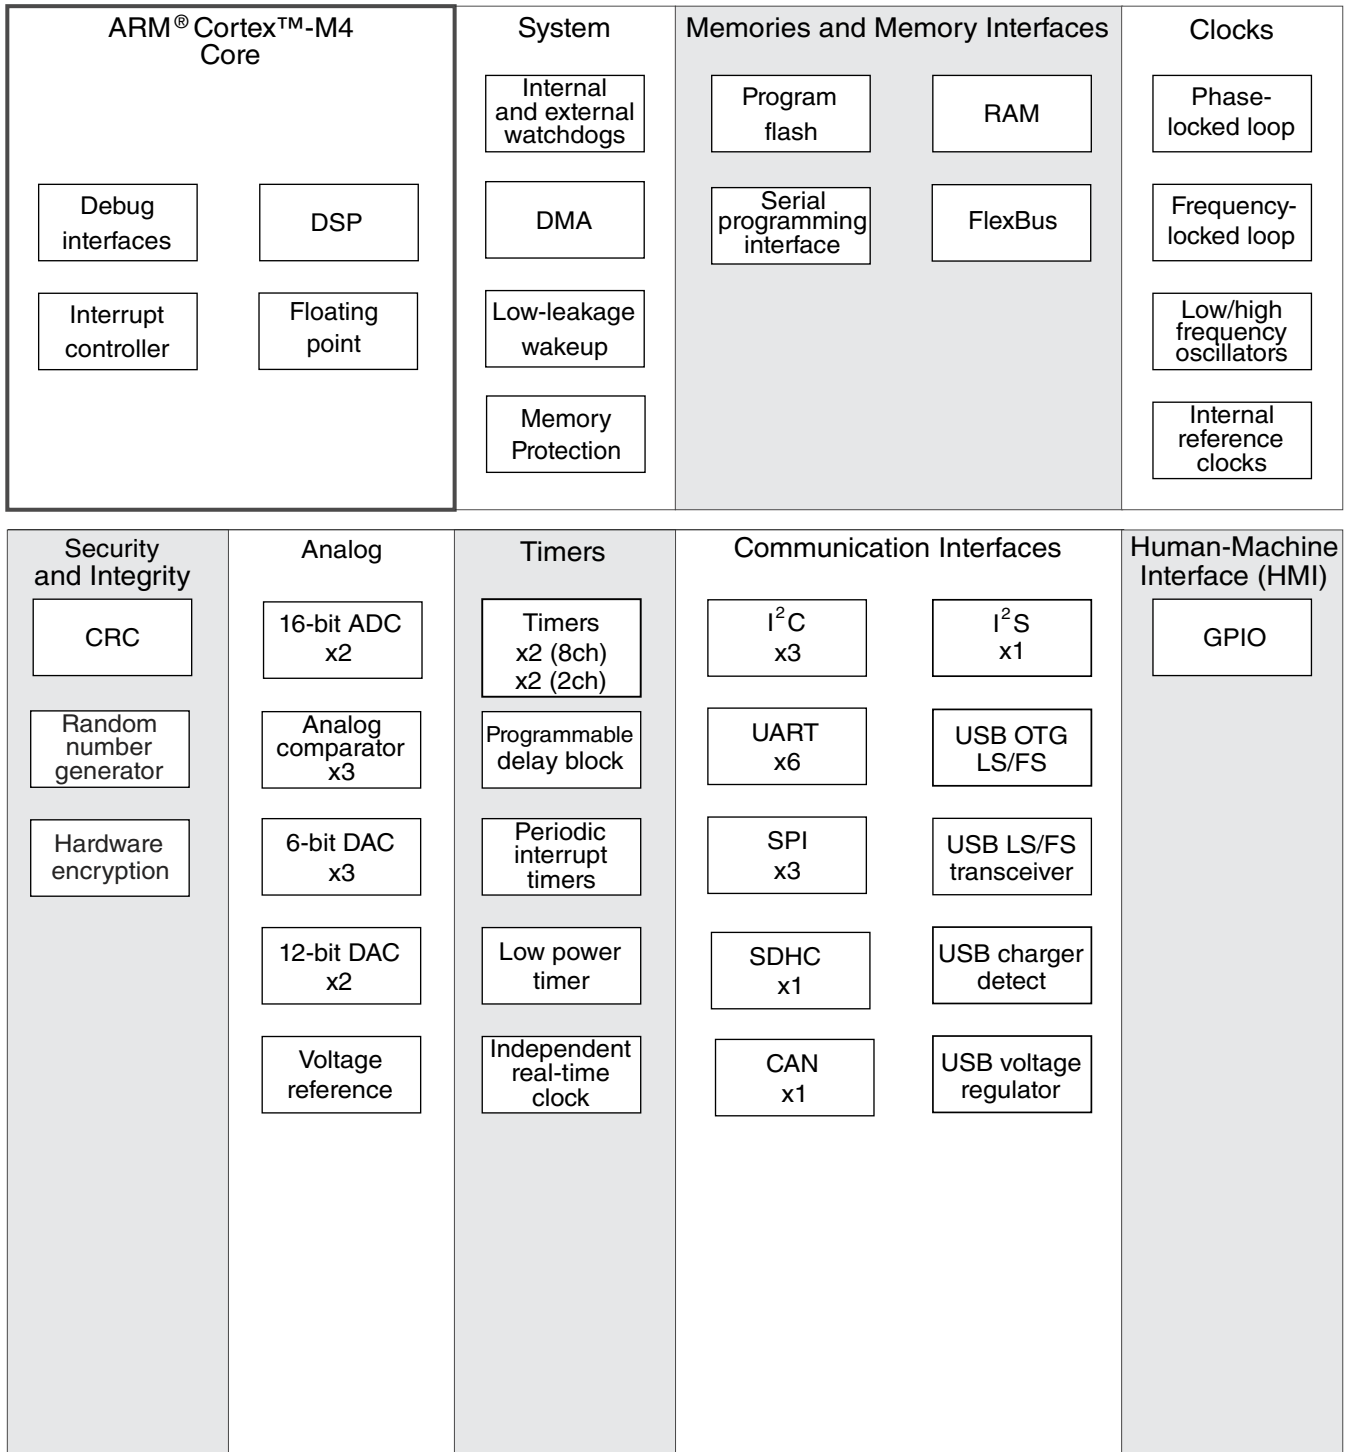 ARM® Cortex™-M4
Core
Debug
interfaces
DSP
Interrupt
controller
Floating
point
System
Internal
and external
watchdogs
DMA
Low-leakage
wakeup
Memory
Protection
Memories and Memory Interfaces
Program
flash
RAM
Serial
programming
interface
FlexBus
Clocks
Phase-
locked loop
Frequency-
locked loop
Low/high
frequency
oscillators
Internal
reference
clocks
Security
and Integrity
CRC
Random
number
generator
Hardware
encryption
Analog
16-bit ADC
x2
Analog
comparator
x3
6-bit DAC
x3
12-bit DAC
x2
Voltage
reference
Timers
Timers
x2 (8ch)
x2 (2ch)
Programmable
delay block
Periodic
interrupt
timers
Low power
timer
Independent
real-time
clock
Communication Interfaces
I²C
x3
I²S
x1
UART
x6
USB OTG
LS/FS
SPI
x3
USB LS/FS
transceiver
SDHC
x1
USB charger
detect
CAN
x1
USB voltage
regulator
Human-Machine
Interface (HMI)
GPIO